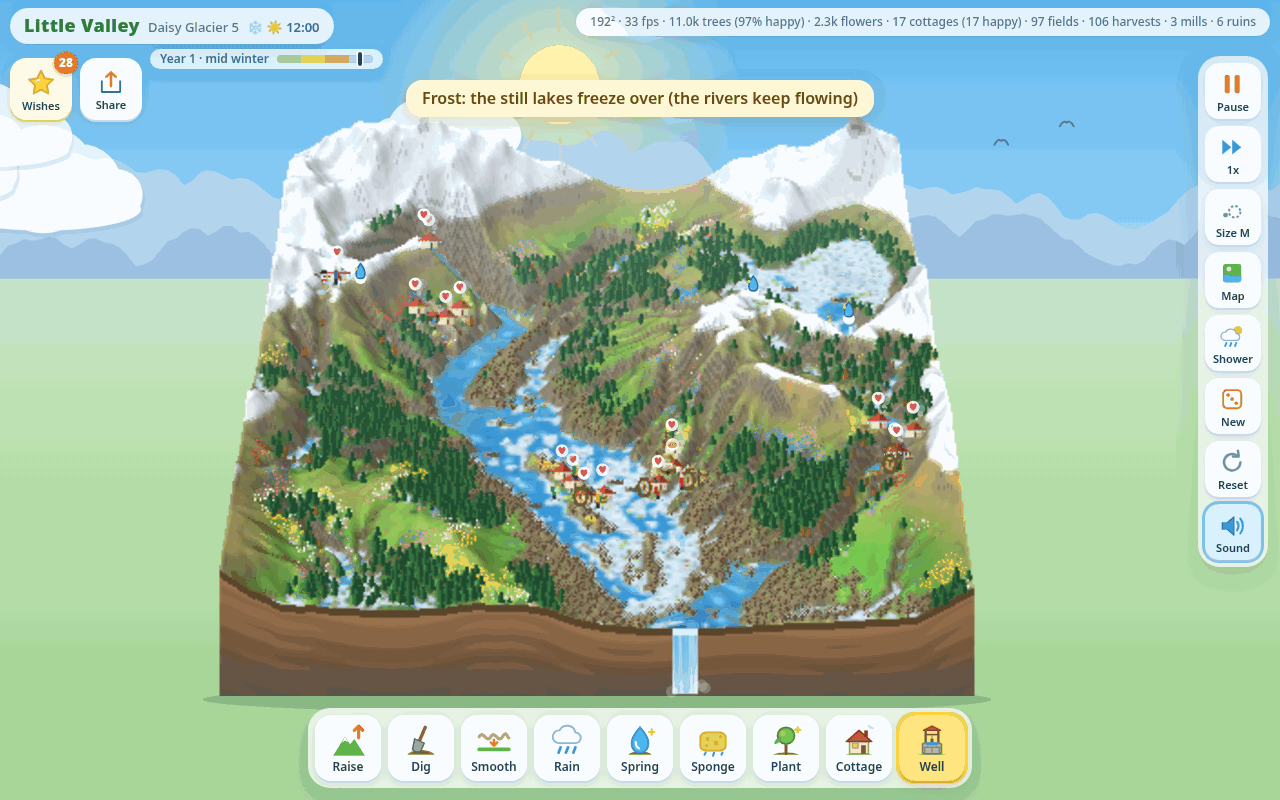 Little Valley Daisy Glacier 5 12:00
192² · 33 fps · 11.0k trees (97% happy) · 2.3k flowers · 17 cottages (17 happy) · 97 fields · 106 harvests · 3 mills · 6 ruins
Year 1 · mid winter
28
Wishes
Share
Frost: the still lakes freeze over (the rivers keep flowing)
Pause
1x
Size M
Map
Shower
New
Reset
Sound
Raise
Dig
Smooth
Rain
Spring
Sponge
Plant
Cottage
Well